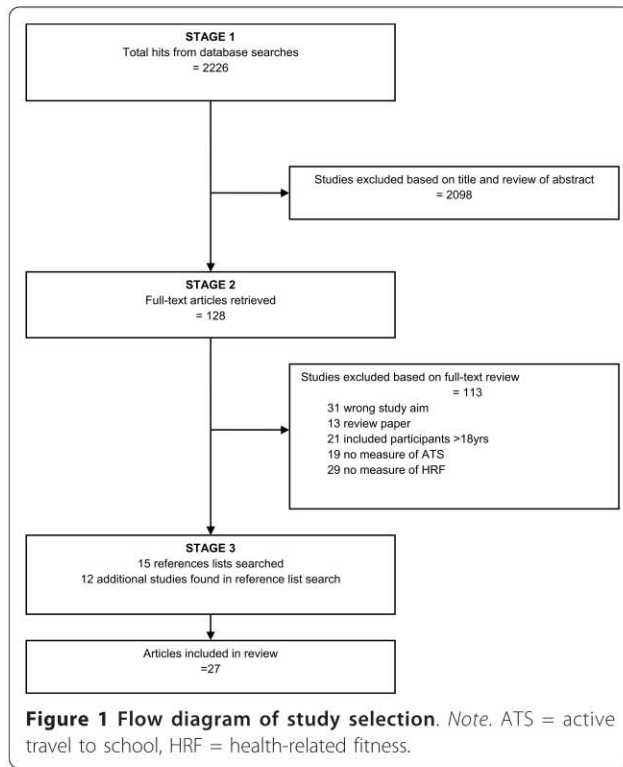 STAGE 1
Total hits from database searches
= 2226
Studies excluded based on title and review of abstract
= 2098
STAGE 2
Full-text articles retrieved
= 128
Studies excluded based on full-text review
= 113
31 wrong study aim
13 review paper
21 included participants >18yrs
19 no measure of ATS
29 no measure of HRF
STAGE 3
15 references lists searched
12 additional studies found in reference list search
Articles included in review
=27
Figure 1 Flow diagram of study selection. Note. ATS = active
travel to school, HRF = health-related fitness.